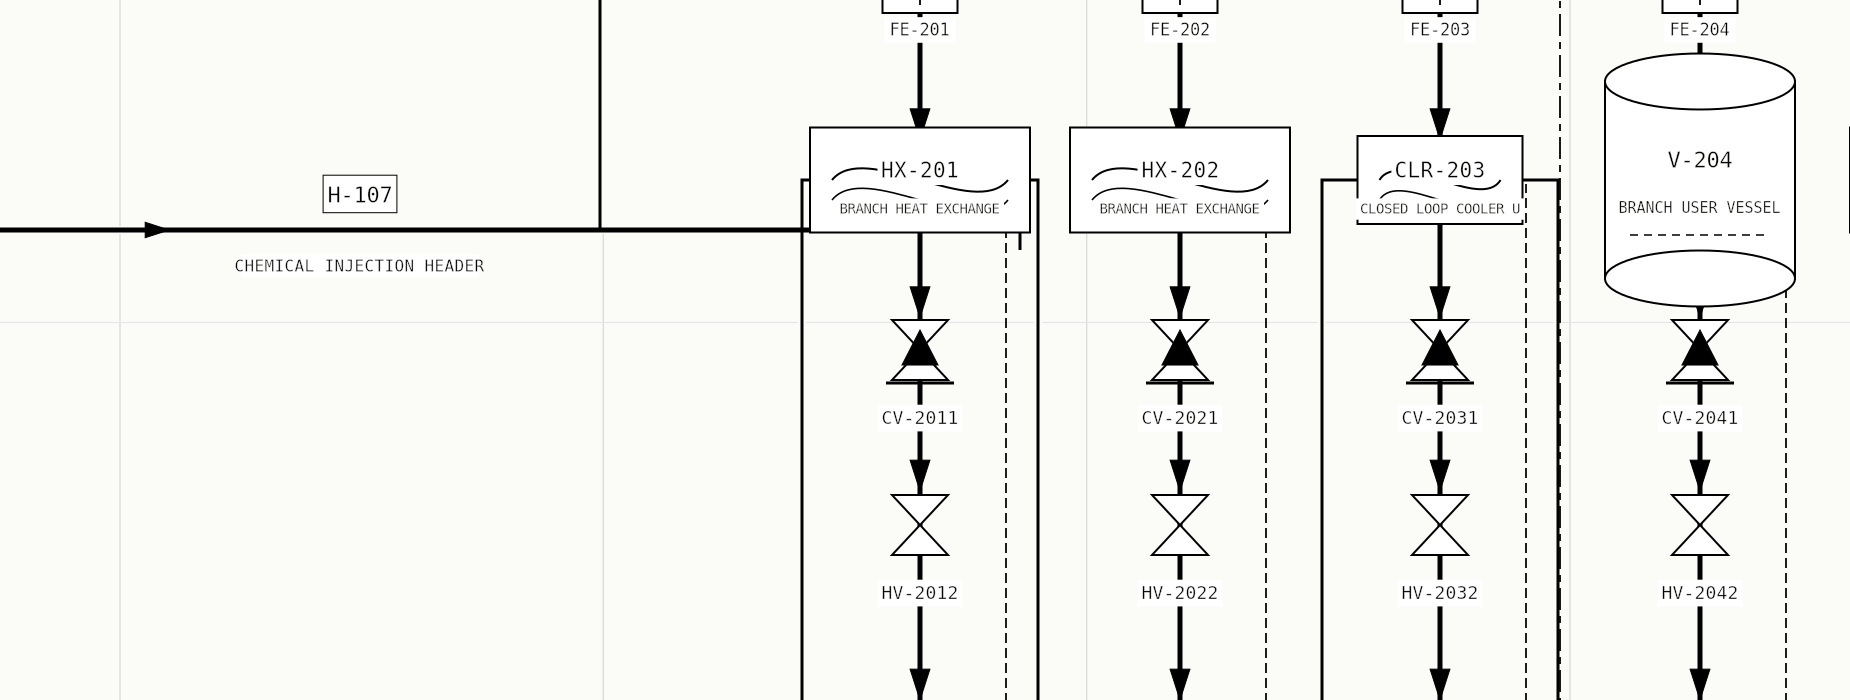 FE-201 FE-202 FE-203 FE-204
HX-201 HX-202 CLR-203 V-204
BRANCH HEAT EXCHANGE BRANCH HEAT EXCHANGE CLOSED LOOP COOLER U BRANCH USER VESSEL
H-107
CHEMICAL INJECTION HEADER
CV-2011 CV-2021 CV-2031 CV-2041
HV-2012 HV-2022 HV-2032 HV-2042